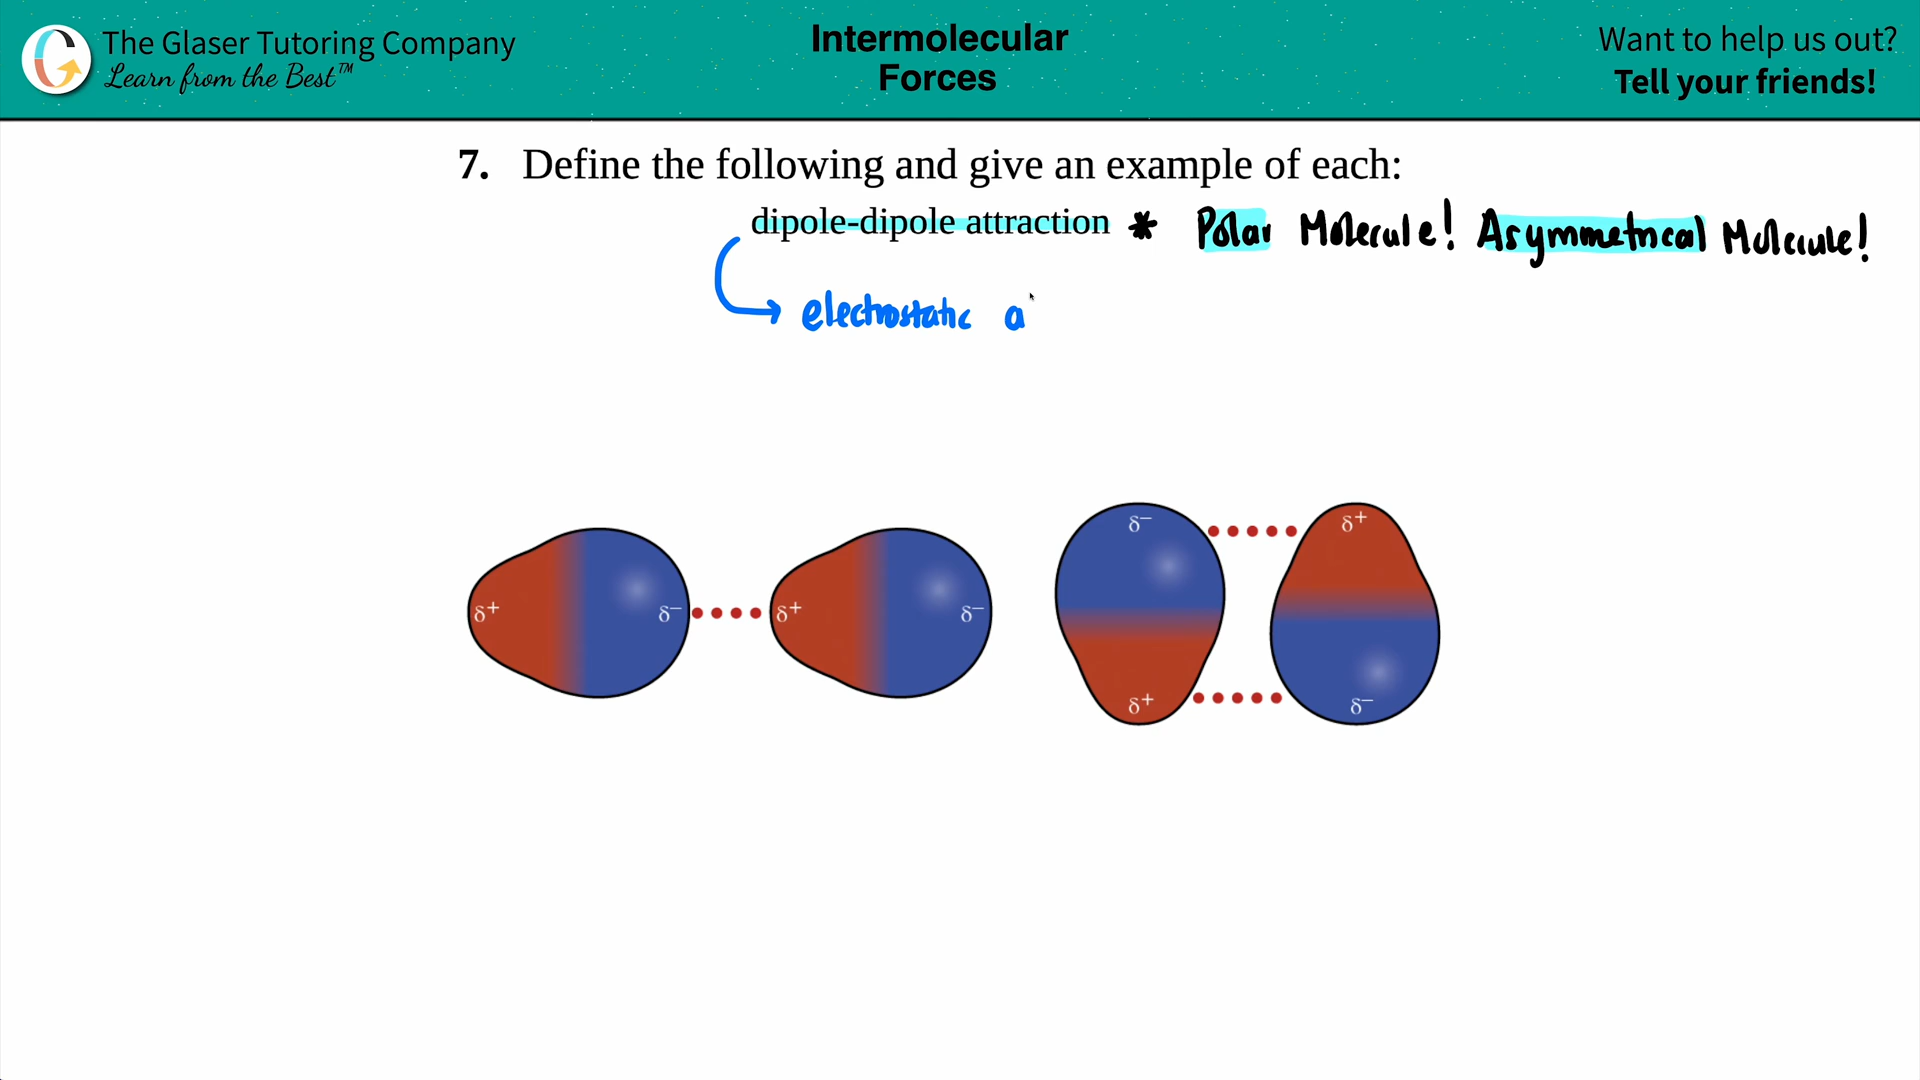 The Glaser Tutoring Company
Learn from the Best™
Intermolecular
Forces
Want to help us out?
Tell your friends!
7. Define the following and give an example of each:
dipole-dipole attraction * Polar Molecule! Asymmetrical Molecule!
electrostatic a
δ− δ+
δ+ δ− δ+ δ−
δ+ δ−